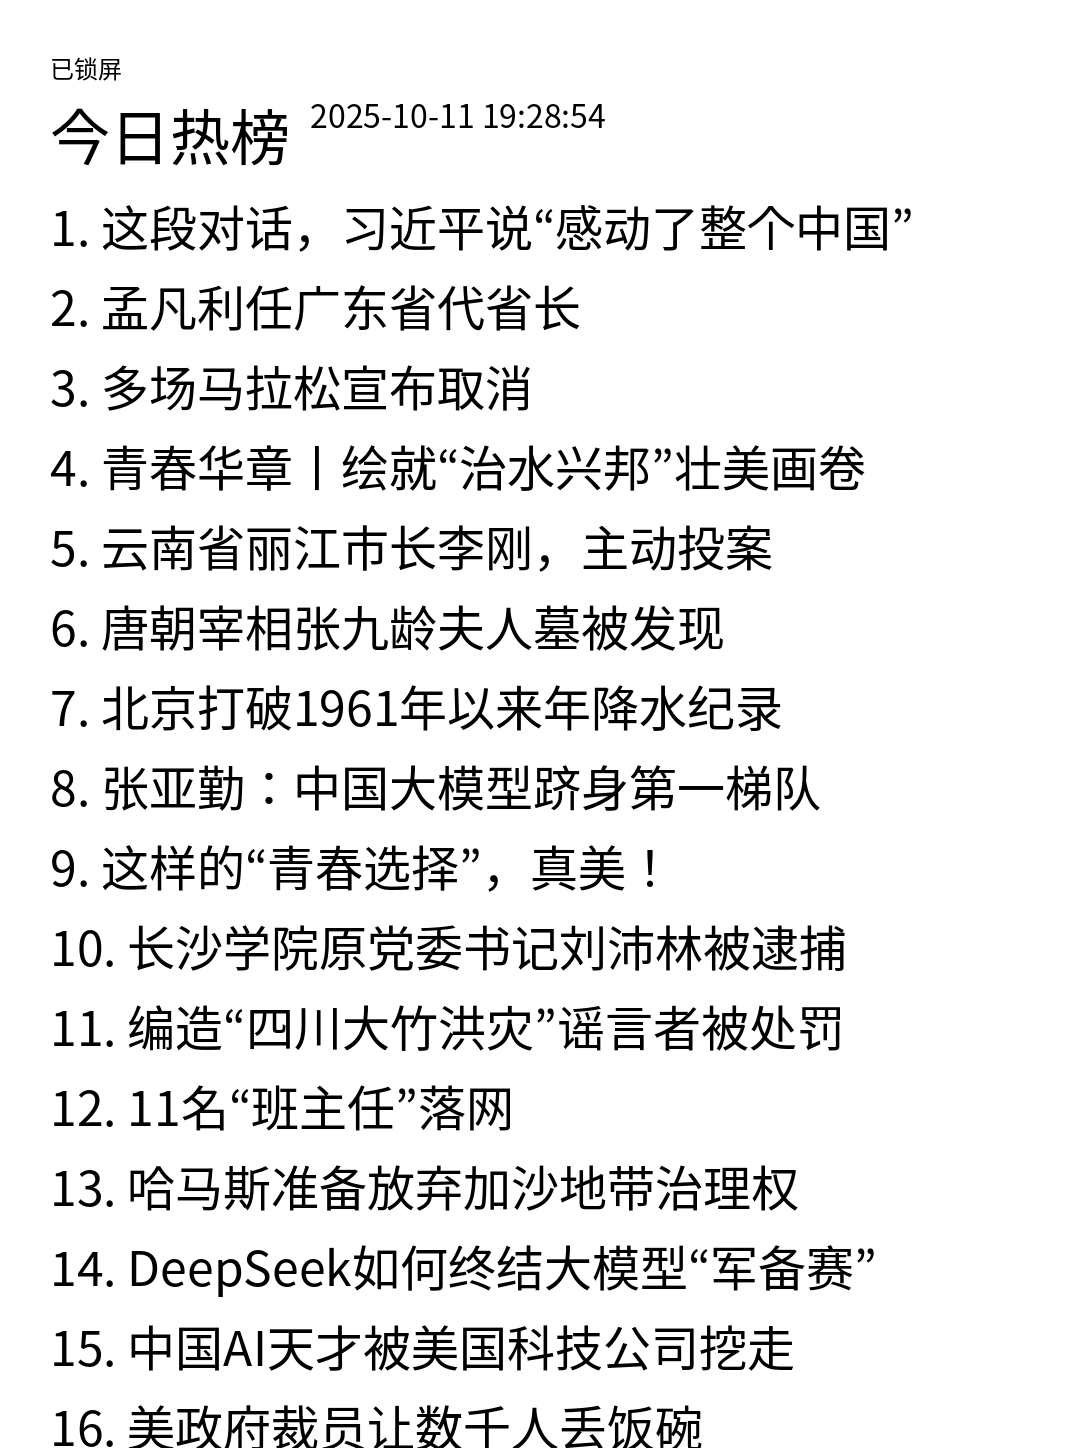 已锁屏
今日热榜 2025-10-11 19:28:54
1. 这段对话，习近平说“感动了整个中国”
2. 孟凡利任广东省代省长
3. 多场马拉松宣布取消
4. 青春华章丨绘就“治水兴邦”壮美画卷
5. 云南省丽江市长李刚，主动投案
6. 唐朝宰相张九龄夫人墓被发现
7. 北京打破1961年以来年降水纪录
8. 张亚勤：中国大模型跻身第一梯队
9. 这样的“青春选择”，真美！
10. 长沙学院原党委书记刘沛林被逮捕
11. 编造“四川大竹洪灾”谣言者被处罚
12. 11名“班主任”落网
13. 哈马斯准备放弃加沙地带治理权
14. DeepSeek如何终结大模型“军备赛”
15. 中国AI天才被美国科技公司挖走
16. 美政府裁员让数千人丢饭碗